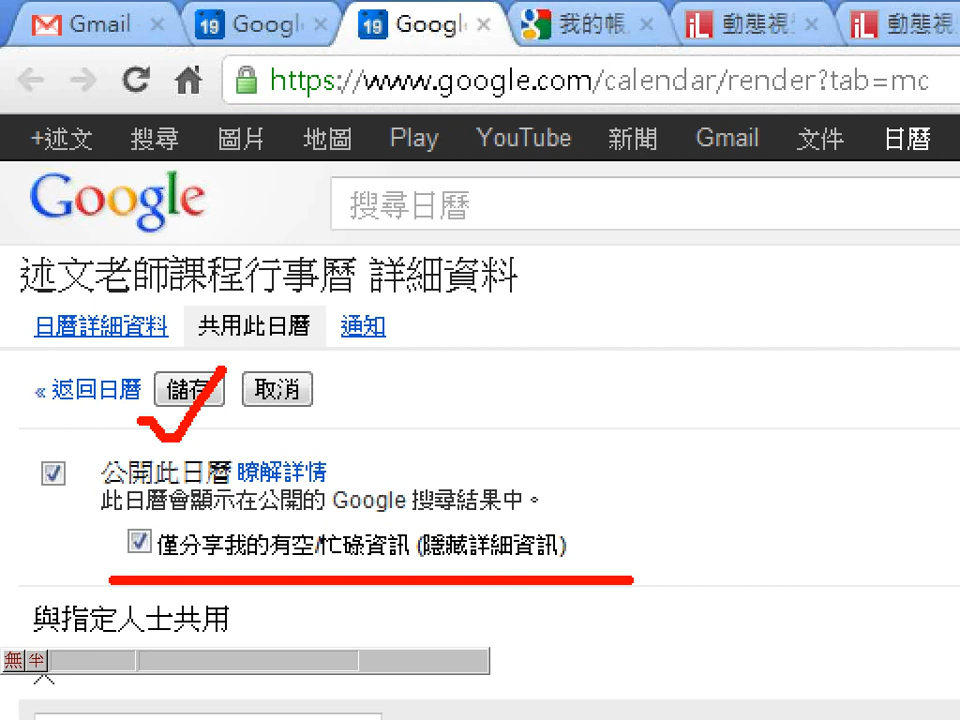 Gmail Googl Googl 我的帳 動態視 動態視
https://www.google.com/calendar/render?tab=mc
+述文 搜尋 圖片 地圖 Play YouTube 新聞 Gmail 文件 日曆
Google 搜尋日曆
述文老師課程行事曆 詳細資料
日曆詳細資料 共用此日曆 通知
« 返回日曆 儲存 取消
公開此日曆 瞭解詳情
此日曆會顯示在公開的 Google 搜尋結果中。
僅分享我的有空/忙碌資訊 (隱藏詳細資訊)
與指定人士共用
無半